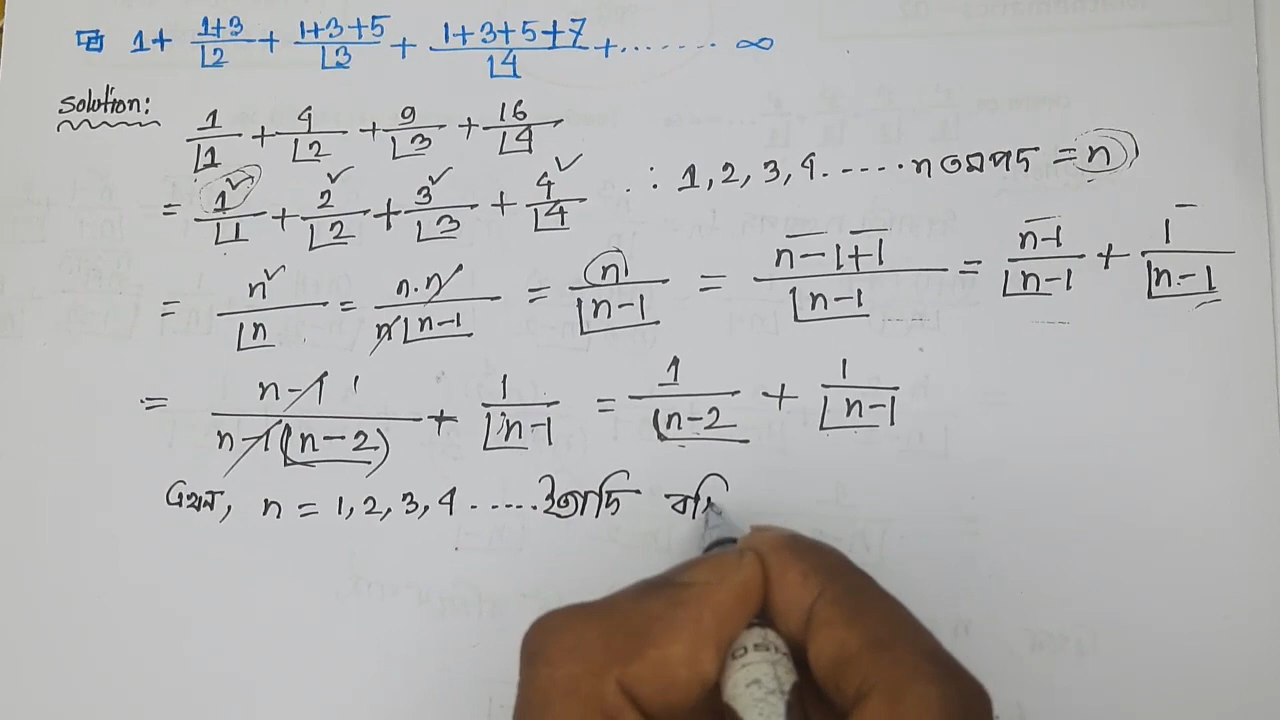 1 + (1+3)/⌊2 + (1+3+5)/⌊3 + (1+3+5+7)/⌊4 + ........ ∞
Solution:
1/⌊1 + 4/⌊2 + 9/⌊3 + 16/⌊4
= 1²/⌊1 + 2²/⌊2 + 3²/⌊3 + 4²/⌊4 ∴ 1, 2, 3, 4. ..... n তম পদ = n
= n²/⌊n = n.n/n⌊n-1 = n/⌊n-1 = (n-1+1)/⌊n-1 = (n-1)/⌊n-1 + 1/⌊n-1
= (n-1)/(n-1(⌊n-2)) + 1/⌊n-1 = 1/⌊n-2 + 1/⌊n-1
এখন, n = 1, 2, 3, 4 ..... ইত্যাদি
OSM